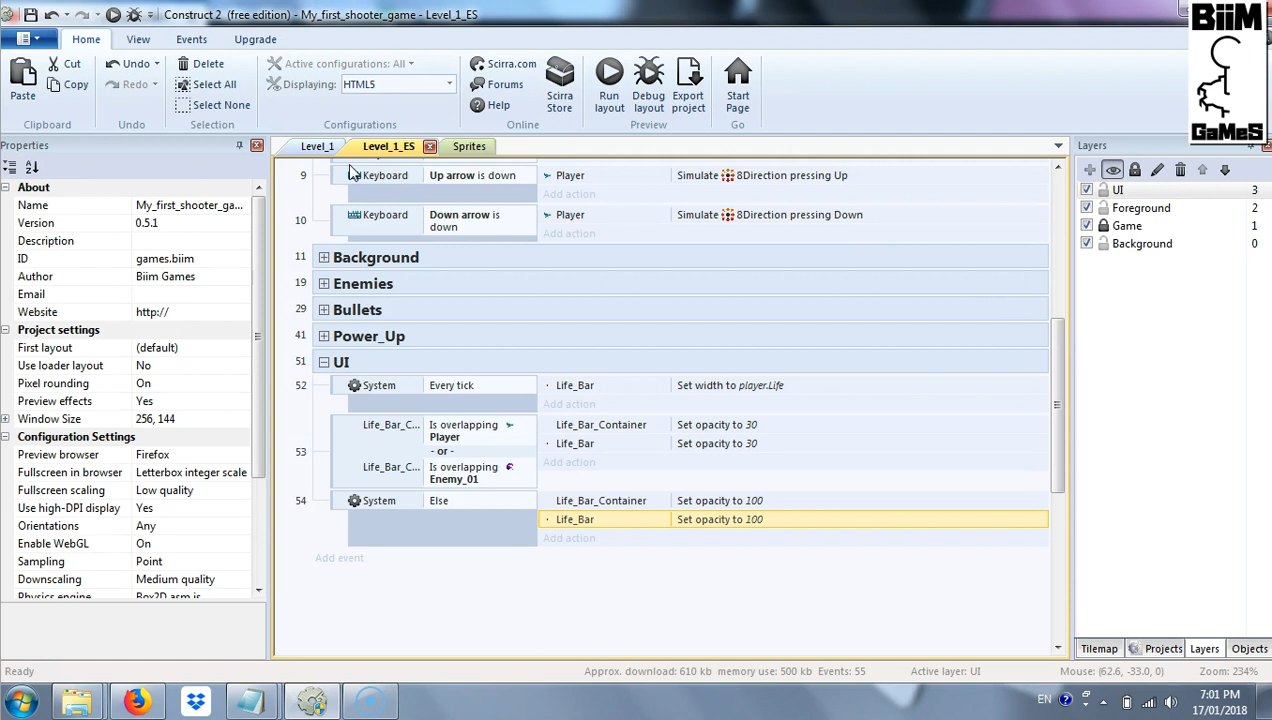 Construct 2 (free edition) - My_first_shooter_game - Level_1_ES
BiiM
GaMeS
Home View Events Upgrade
Paste Cut Copy
Clipboard
Undo
Redo
Undo
Delete
Select All
Select None
Selection
Active configurations: All
Displaying: HTML5
Configurations
Scirra.com
Forums
Help
Scirra Store
Online
Run layout
Debug layout
Export project
Preview
Start Page
Go
Properties
About
Name My_first_shooter_ga...
Version 0.5.1
Description
ID games.biim
Author Biim Games
Email
Website http://
Project settings
First layout (default)
Use loader layout No
Pixel rounding On
Preview effects Yes
Window Size 256, 144
Configuration Settings
Preview browser Firefox
Fullscreen in browser Letterbox integer scale
Fullscreen scaling Low quality
Use high-DPI display Yes
Orientations Any
Enable WebGL On
Sampling Point
Downscaling Medium quality
Physics engine Box2D asm.js
Level_1 Level_1_ES Sprites
9 Keyboard Up arrow is down Player Simulate 8Direction pressing Up
Add action
10 Keyboard Down arrow is down Player Simulate 8Direction pressing Down
Add action
11 Background
19 Enemies
29 Bullets
41 Power_Up
51 UI
52 System Every tick Life_Bar Set width to player.Life
Add action
53 Life_Bar_C... Is overlapping Player Life_Bar_Container Set opacity to 30
- or - Life_Bar Set opacity to 30
Life_Bar_C... Is overlapping Enemy_01 Add action
54 System Else Life_Bar_Container Set opacity to 100
Life_Bar Set opacity to 100
Add action
Add event
Layers
UI 3
Foreground 2
Game 1
Background 0
Tilemap Projects Layers Objects
Ready Approx. download: 610 kb memory use: 500 kb Events: 55 Active layer: UI Mouse: (62.6, -33.0, 0) Zoom: 234%
EN 7:01 PM
17/01/2018